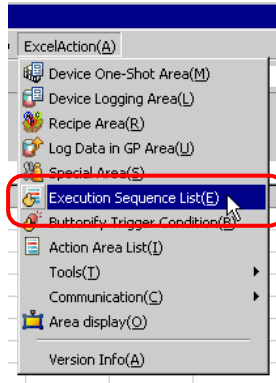 ExcelAction(A)
Device One-Shot Area(M)
Device Logging Area(L)
Recipe Area(R)
Log Data in GP Area(U)
Special Area(S)
Execution Sequence List(E)
Buttonify Trigger Condition(B)
Action Area List(I)
Tools(T)
Communication(C)
Area display(O)
Version Info(A)